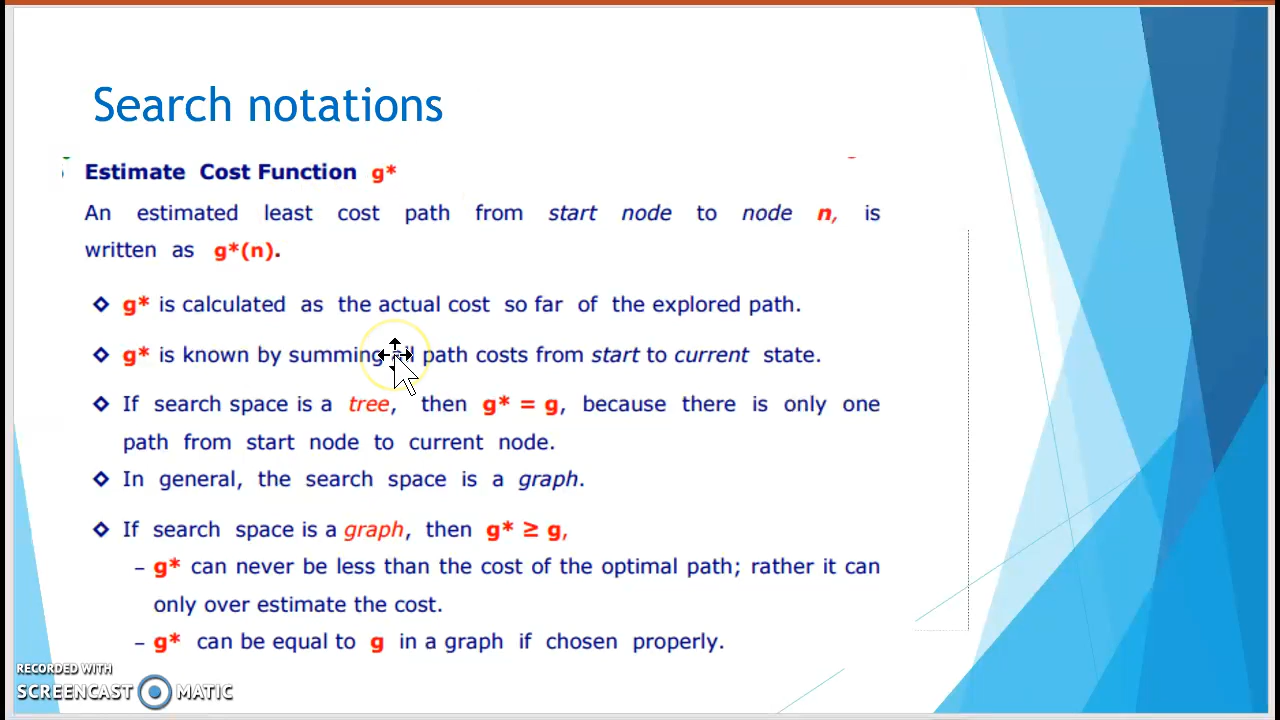 Search notations
Estimate Cost Function g*
An estimated least cost path from start node to node n, is
written as g*(n).
◇ g* is calculated as the actual cost so far of the explored path.
◇ g* is known by summing path costs from start to current state.
◇ If search space is a tree, then g* = g, because there is only one
path from start node to current node.
◇ In general, the search space is a graph.
◇ If search space is a graph, then g* ≥ g,
– g* can never be less than the cost of the optimal path; rather it can
only over estimate the cost.
– g* can be equal to g in a graph if chosen properly.
RECORDED WITH
SCREENCAST MATIC